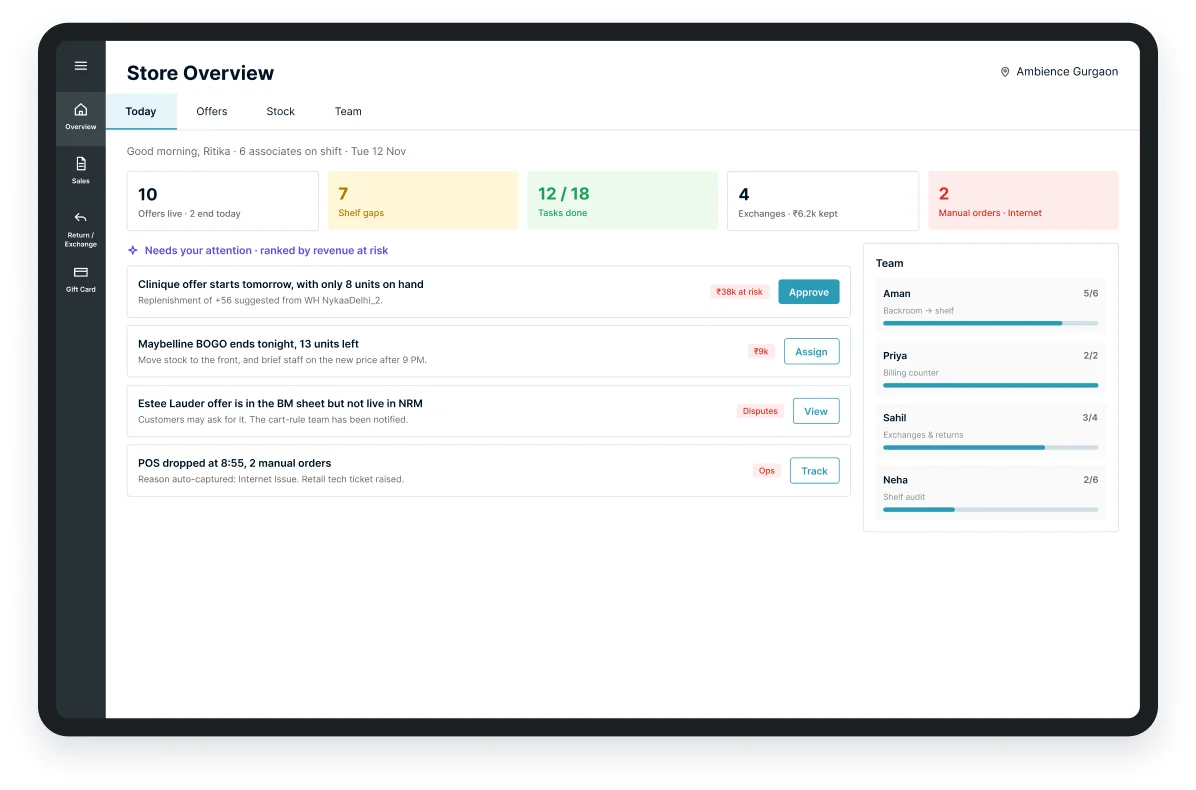 Store Overview
Ambience Gurgaon
Overview
Sales
Return /
Exchange
Gift Card
Today
Offers
Stock
Team
Good morning, Ritika · 6 associates on shift · Tue 12 Nov
10
Offers live · 2 end today
7
Shelf gaps
12 / 18
Tasks done
4
Exchanges · ₹6.2k kept
2
Manual orders · Internet
Needs your attention · ranked by revenue at risk
Clinique offer starts tomorrow, with only 8 units on hand
Replenishment of +56 suggested from WH NykaaDelhi_2.
₹38k at risk
Approve
Maybelline BOGO ends tonight, 13 units left
Move stock to the front, and brief staff on the new price after 9 PM.
₹9k
Assign
Estee Lauder offer is in the BM sheet but not live in NRM
Customers may ask for it. The cart-rule team has been notified.
Disputes
View
POS dropped at 8:55, 2 manual orders
Reason auto-captured: Internet Issue. Retail tech ticket raised.
Ops
Track
Team
Aman
5/6
Backroom → shelf
Priya
2/2
Billing counter
Sahil
3/4
Exchanges & returns
Neha
2/6
Shelf audit